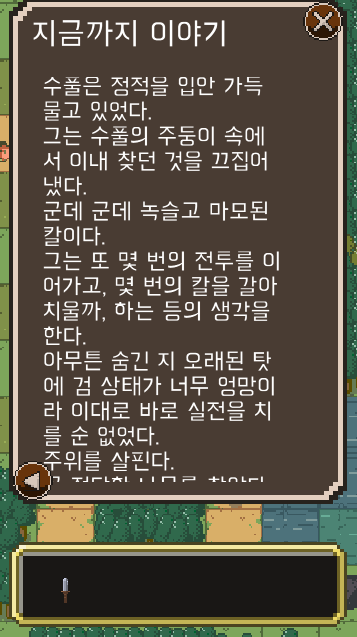 지금까지 이야기
수풀은 정적을 입안 가득
물고 있었다.
그는 수풀의 주둥이 속에
서 이내 찾던 것을 끄집어
냈다.
군데 군데 녹슬고 마모된
칼이다.
그는 또 몇 번의 전투를 이
어가고, 몇 번의 칼을 갈아
치울까, 하는 등의 생각을
한다.
아무튼 숨긴 지 오래된 탓
에 검 상태가 너무 엉망이
라 이대로 바로 실전을 치
를 순 없었다.
주위를 살핀다.